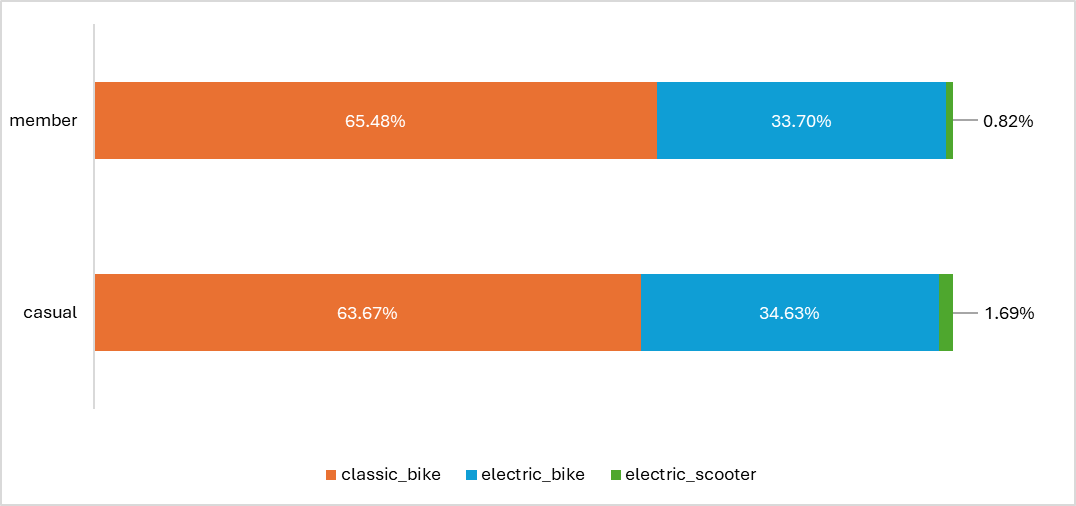 member 65.48% 33.70% 0.82%
casual 63.67% 34.63% 1.69%
classic_bike electric_bike electric_scooter